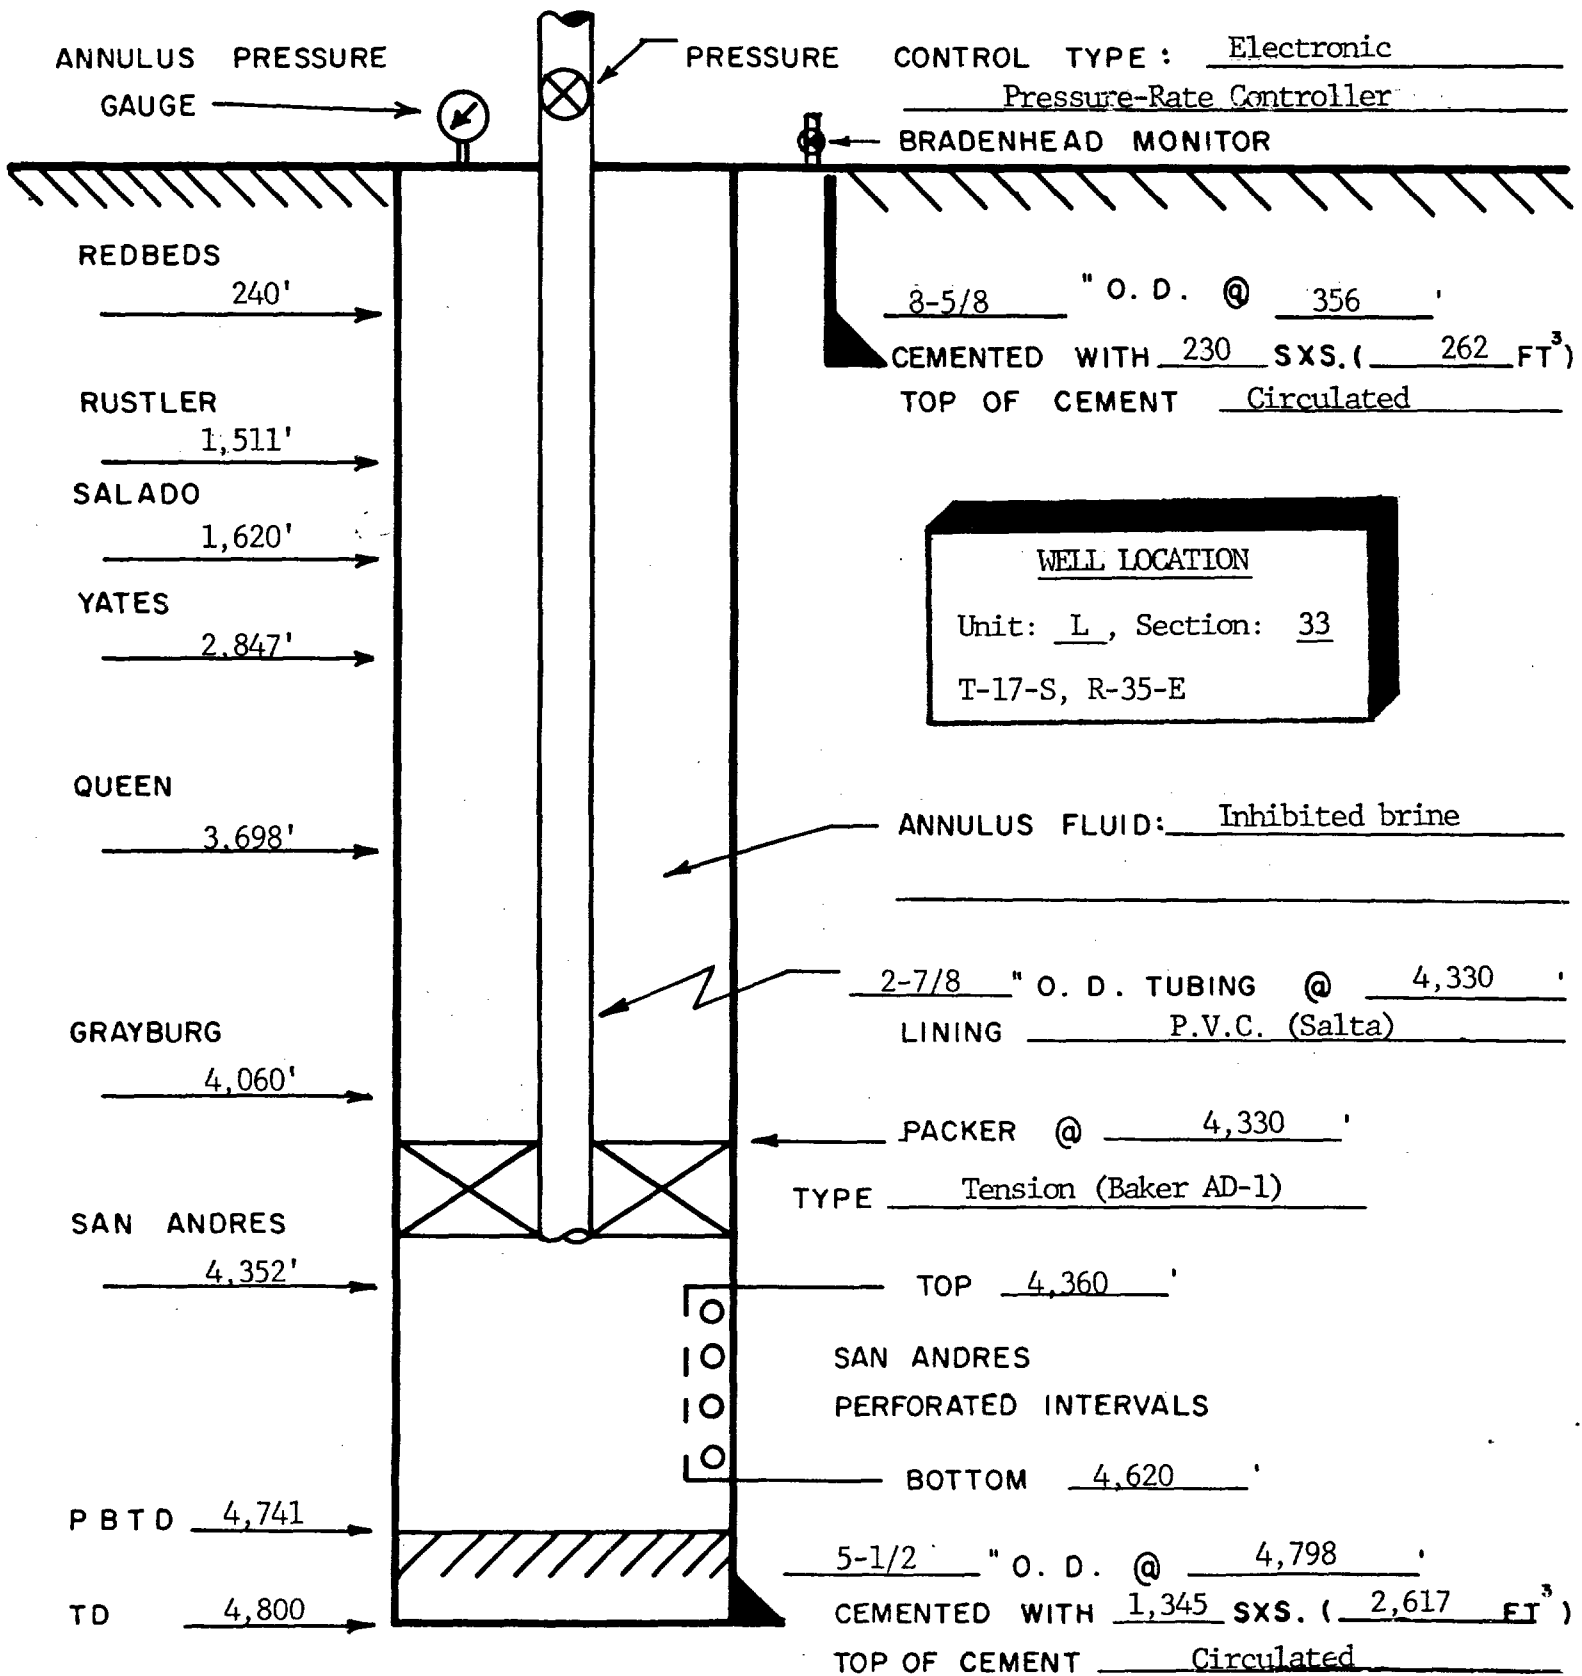 ANNULUS PRESSURE
GAUGE
PRESSURE CONTROL TYPE: Electronic
Pressure-Rate Controller
BRADENHEAD MONITOR
REDBEDS
240'
8-5/8 " O. D. @ 356 '
CEMENTED WITH 230 SXS. ( 262 FT³)
TOP OF CEMENT Circulated
RUSTLER
1,511'
SALADO
1,620'
YATES
2,847'
WELL LOCATION
Unit: L , Section: 33
T-17-S, R-35-E
QUEEN
3,698'
ANNULUS FLUID: Inhibited brine
2-7/8 " O. D. TUBING @ 4,330 '
LINING P.V.C. (Salta)
GRAYBURG
4,060'
PACKER @ 4,330 '
TYPE Tension (Baker AD-1)
SAN ANDRES
4,352'
TOP 4,360 '
SAN ANDRES
PERFORATED INTERVALS
BOTTOM 4,620 '
PBTD 4,741
5-1/2 " O. D. @ 4,798 '
TD 4,800
CEMENTED WITH 1,345 SXS. ( 2,617 FT³)
TOP OF CEMENT Circulated